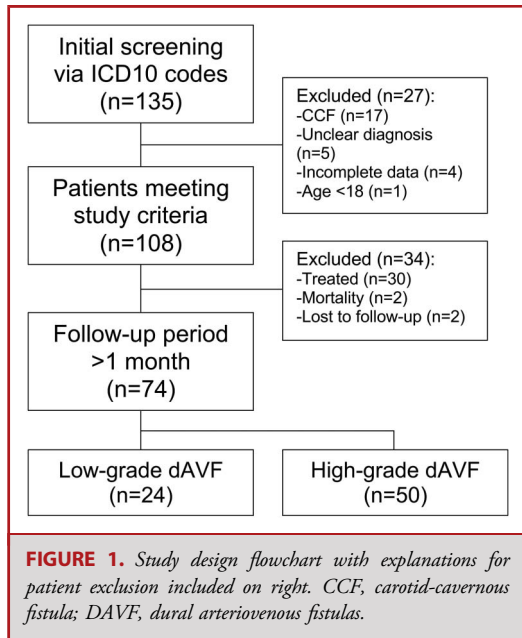 Initial screening
via ICD10 codes
(n=135)
Excluded (n=27):
-CCF (n=17)
-Unclear diagnosis
(n=5)
-Incomplete data (n=4)
-Age <18 (n=1)
Patients meeting
study criteria
(n=108)
Excluded (n=34):
-Treated (n=30)
-Mortality (n=2)
-Lost to follow-up (n=2)
Follow-up period
>1 month
(n=74)
Low-grade dAVF
(n=24)
High-grade dAVF
(n=50)
FIGURE 1. Study design flowchart with explanations for
patient exclusion included on right. CCF, carotid-cavernous
fistula; DAVF, dural arteriovenous fistulas.